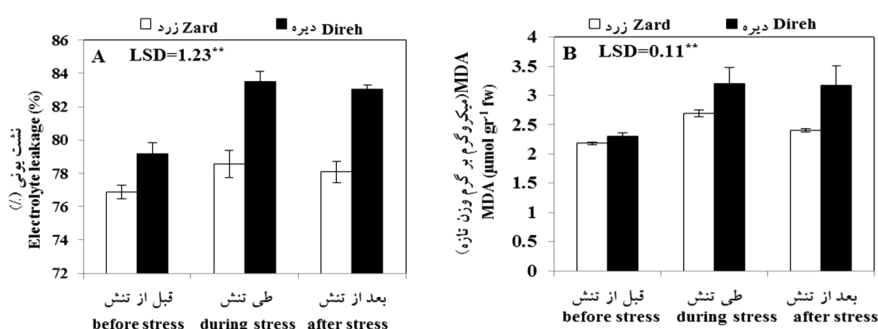 زرد Zard
دیره Direh
A
LSD=1.23**
86
84
82
80
78
76
74
72
نشت یونی (٪)
Electrolyte leakage (%)
قبل از تنش
طی تنش
بعد از تنش
before stress
during stress
after stress
زرد Zard
دیره Direh
B
LSD=0.11**
4
3.5
3
2.5
2
1.5
1
0.5
0
MDA(میکروگرم بر گرم وزن تازه)
MDA (µmol gr-1 fw)
قبل از تنش
طی تنش
بعد از تنش
before stress
during stress
after stress